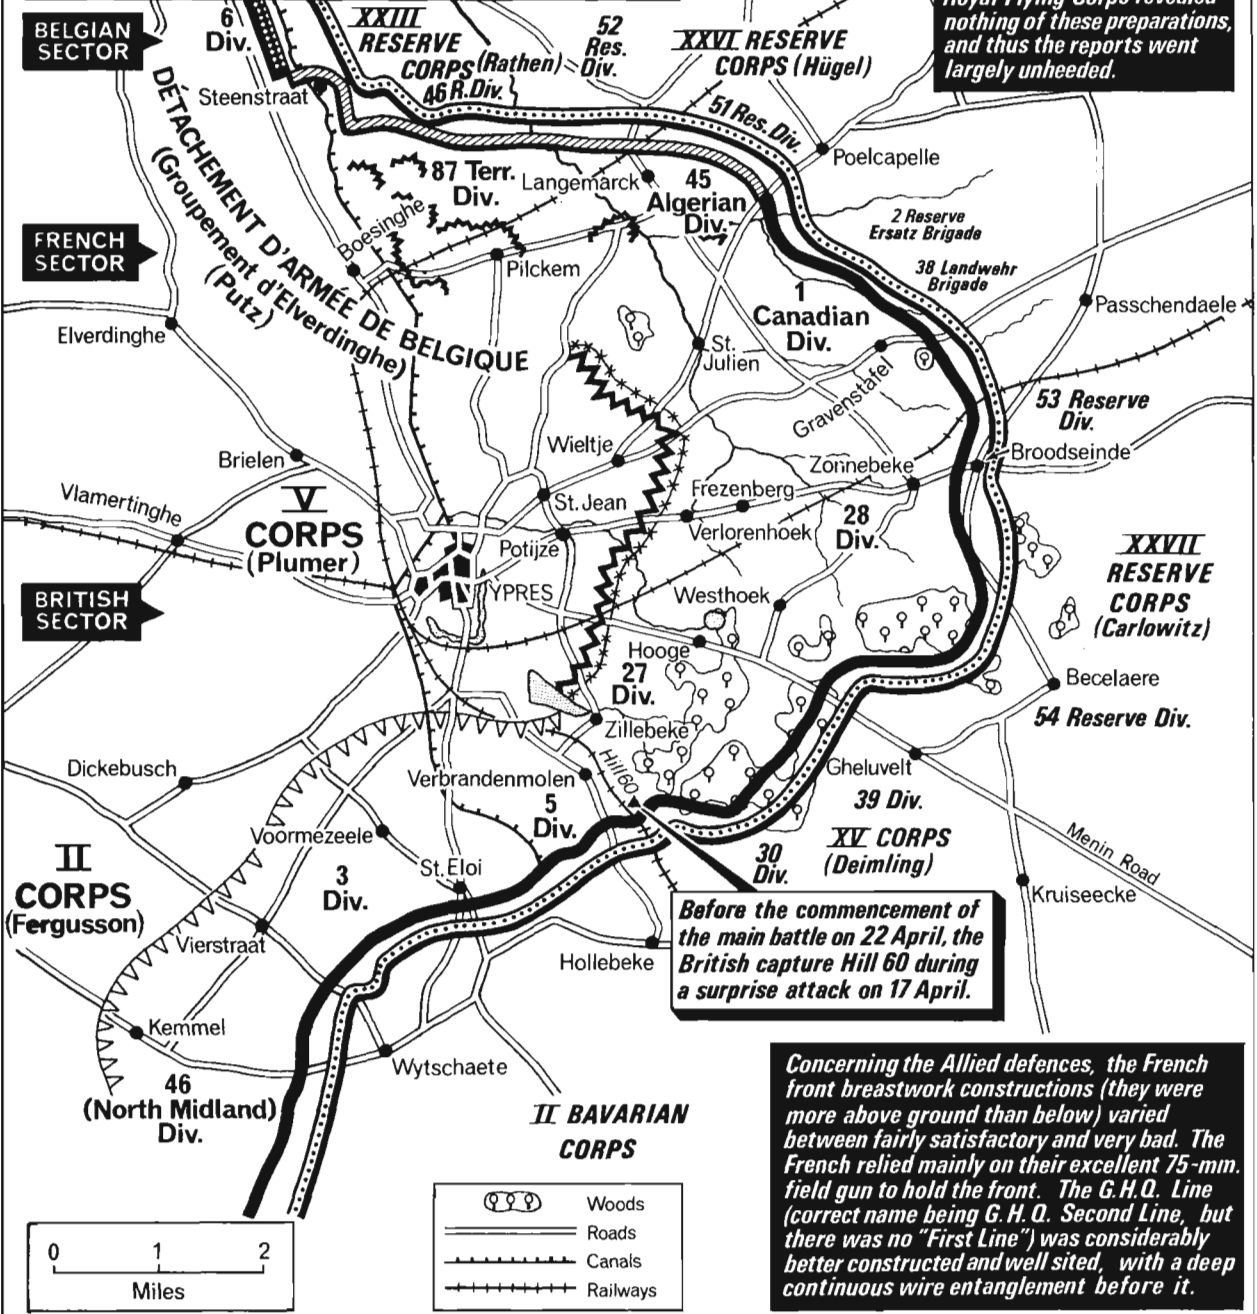 Royal Flying Corps revealed
nothing of these preparations,
and thus the reports went
largely unheeded.
BELGIAN
SECTOR
6
Div.
XXIII
RESERVE
CORPS (Rathen)
46 R.Div.
52
Res.
Div.
XXVI RESERVE
CORPS (Hügel)
51 Res. Div.
Steenstraat
Poelcapelle
DÉTACHEMENT D'ARMÉE DE BELGIQUE
(Groupement d'Elverdinghe)
(Putz)
87 Terr.
Div.
Langemarck
45
Algerian
Div.
2 Reserve
Ersatz Brigade
38 Landwehr
Brigade
FRENCH
SECTOR
Boesinghe
Pilckem
1
Canadian
Div.
Passchendaele
Elverdinghe
St.
Julien
Gravenstafel
53 Reserve
Div.
Broodseinde
Wieltje
Zonnebeke
Brielen
Vlamertinghe
V
CORPS
(Plumer)
St.Jean
Frezenberg
Verlorenhoek
28
Div.
Potijze
YPRES
XXVII
RESERVE
CORPS
(Carlowitz)
BRITISH
SECTOR
Westhoek
Hooge
27
Div.
Becelaere
54 Reserve Div.
Zillebeke
Hill 60
Dickebusch
Verbrandenmolen
Gheluvelt
39 Div.
5
Div.
Voormezeele
XV CORPS
(Deimling)
30
Div.
Menin Road
II
CORPS
(Fergusson)
St.Eloi
3
Div.
Kruiseecke
Vierstraat
Hollebeke
Before the commencement of
the main battle on 22 April, the
British capture Hill 60 during
a surprise attack on 17 April.
Kemmel
Wytschaete
46
(North Midland)
Div.
II BAVARIAN
CORPS
Concerning the Allied defences, the French
front breastwork constructions (they were
more above ground than below) varied
between fairly satisfactory and very bad. The
French relied mainly on their excellent 75-mm.
field gun to hold the front. The G.H.Q. Line
(correct name being G.H.Q. Second Line, but
there was no "First Line") was considerably
better constructed and well sited, with a deep
continuous wire entanglement before it.
Woods
Roads
Canals
Railways
0 1 2
Miles